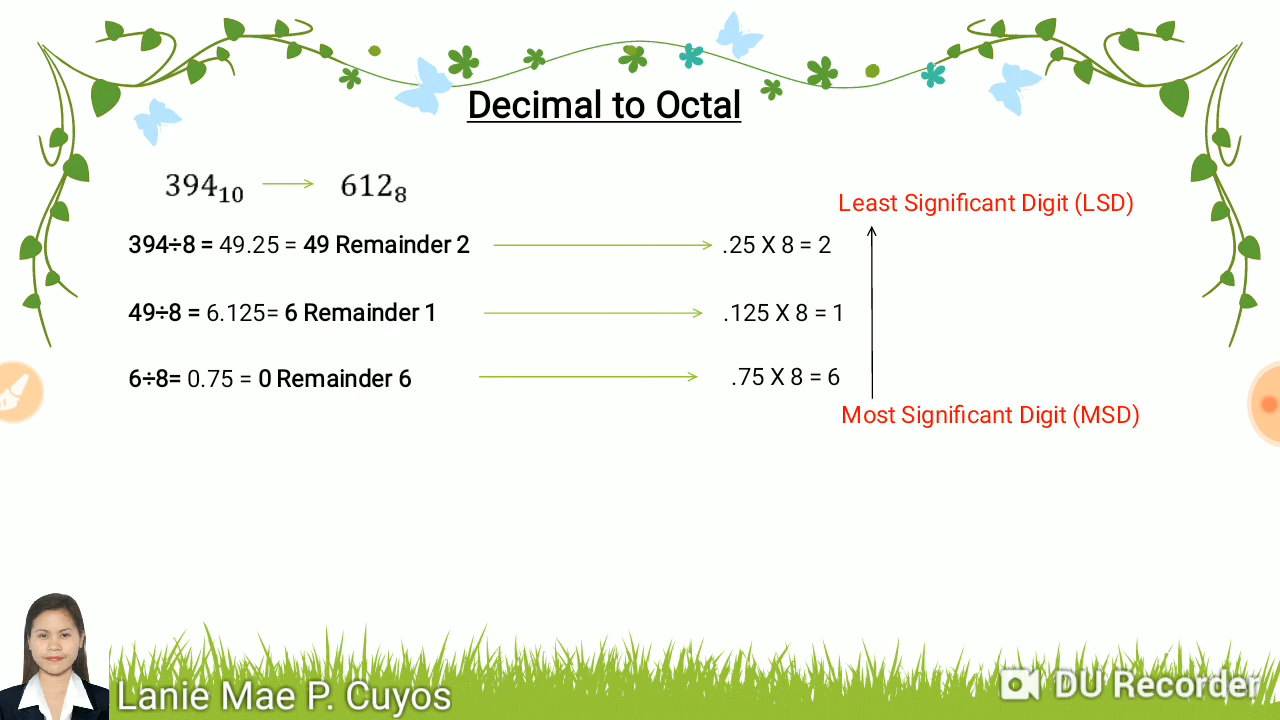 Decimal to Octal
394₁₀ → 612₈
Least Significant Digit (LSD)
394÷8 = 49.25 = 49 Remainder 2 → .25 X 8 = 2
49÷8 = 6.125= 6 Remainder 1 → .125 X 8 = 1
6÷8= 0.75 = 0 Remainder 6 → .75 X 8 = 6
Most Significant Digit (MSD)
Lanie Mae P. Cuyos
DU Recorder